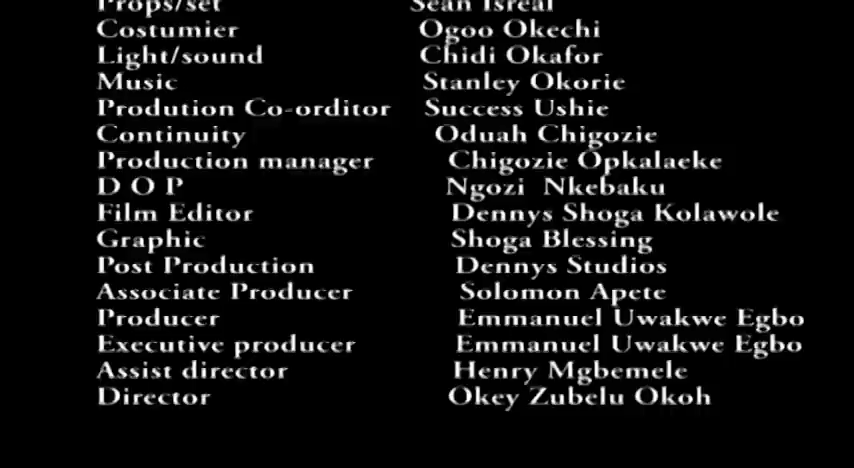 Props/set Sean Isreal
Costumier Ogoo Okechi
Light/sound Chidi Okafor
Music Stanley Okorie
Prodution Co-orditor Success Ushie
Continuity Oduah Chigozie
Production manager Chigozie Opkalaeke
D O P Ngozi Nkebaku
Film Editor Dennys Shoga Kolawole
Graphic Shoga Blessing
Post Production Dennys Studios
Associate Producer Solomon Apete
Producer Emmanuel Uwakwe Egbo
Executive producer Emmanuel Uwakwe Egbo
Assist director Henry Mgbemele
Director Okey Zubelu Okoh